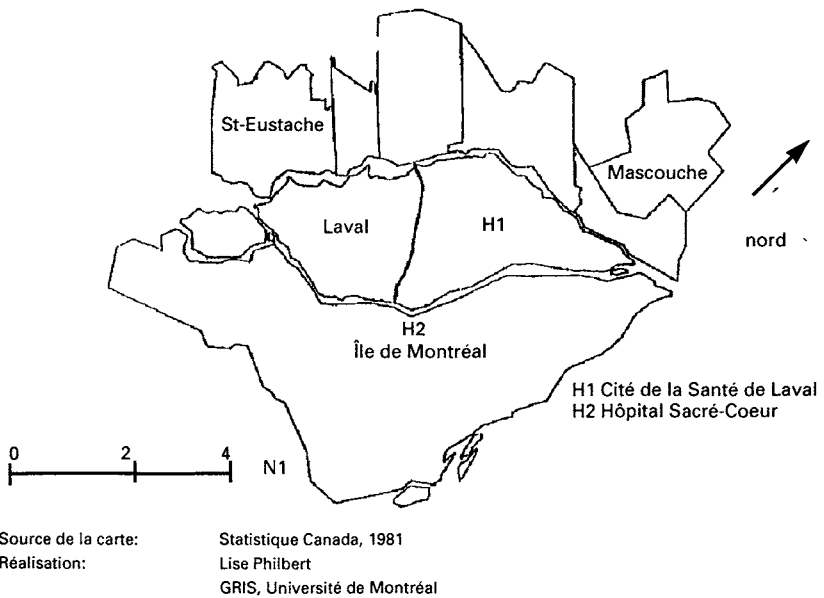 St-Eustache
Mascouche
Laval
H1
nord
H2
Île de Montréal
H1 Cité de la Santé de Laval
H2 Hôpital Sacré-Coeur
0 2 4
N1
Source de la carte: Statistique Canada, 1981
Réalisation: Lise Philbert
GRIS, Université de Montréal